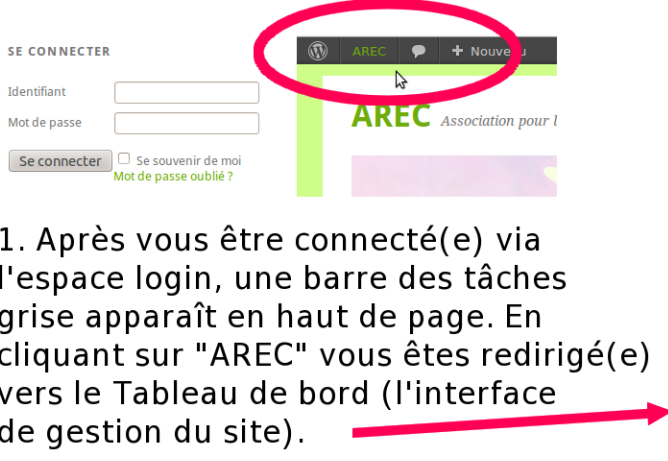 SE CONNECTER
Identifiant
Mot de passe
Se connecter
Se souvenir de moi
Mot de passe oublié ?
AREC + Nouveau
AREC Association pour l
1. Après vous être connecté(e) via
l'espace login, une barre des tâches
grise apparaît en haut de page. En
cliquant sur "AREC" vous êtes redirigé(e)
vers le Tableau de bord (l'interface
de gestion du site).